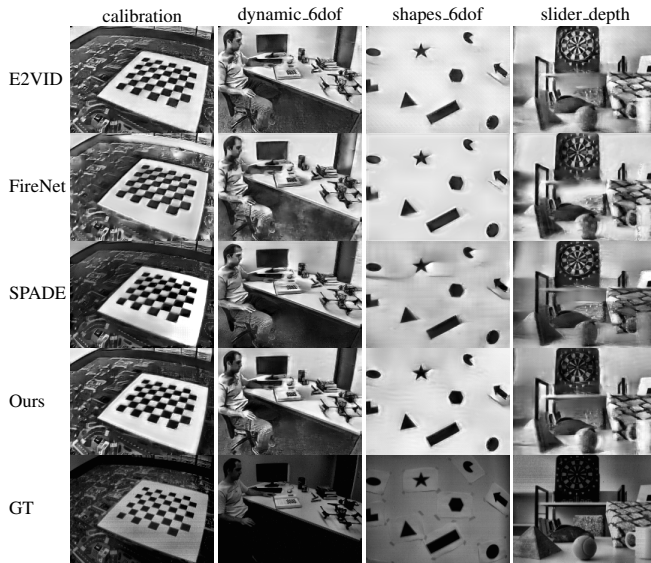 calibration dynamic_6dof shapes_6dof slider_depth
E2VID
FireNet
SPADE
Ours
GT